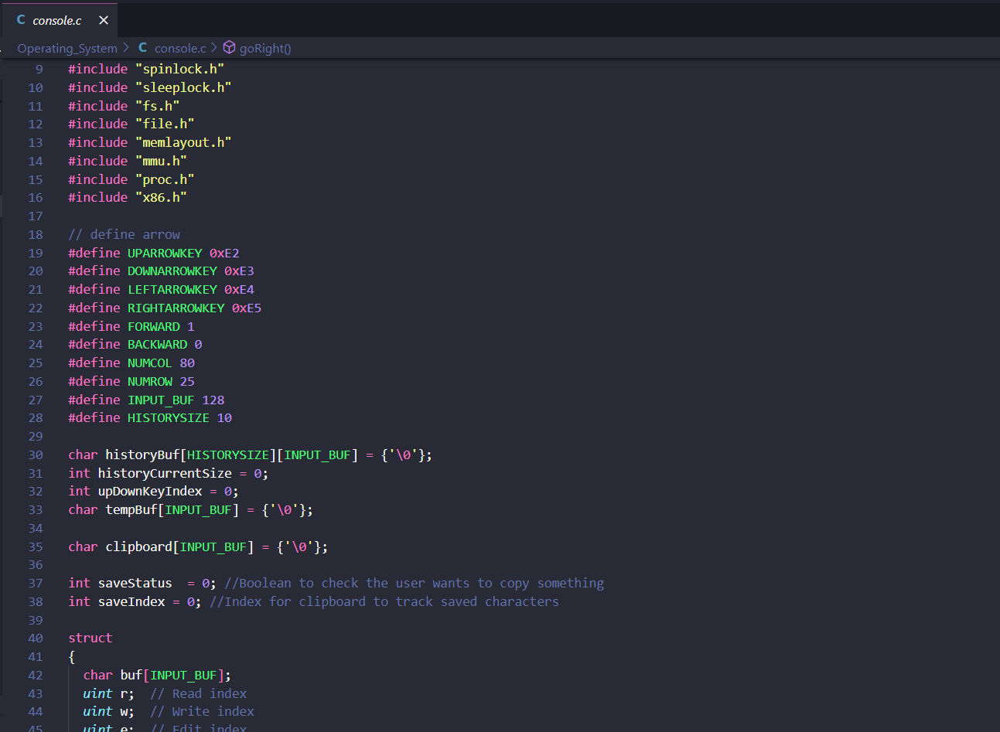 C console.c ×
Operating_System > C console.c > goRight()
9 #include "spinlock.h"
10 #include "sleeplock.h"
11 #include "fs.h"
12 #include "file.h"
13 #include "memlayout.h"
14 #include "mmu.h"
15 #include "proc.h"
16 #include "x86.h"
17
18 // define arrow
19 #define UPARROWKEY 0xE2
20 #define DOWNARROWKEY 0xE3
21 #define LEFTARROWKEY 0xE4
22 #define RIGHTARROWKEY 0xE5
23 #define FORWARD 1
24 #define BACKWARD 0
25 #define NUMCOL 80
26 #define NUMROW 25
27 #define INPUT_BUF 128
28 #define HISTORYSIZE 10
29
30 char historyBuf[HISTORYSIZE][INPUT_BUF] = {'\0'};
31 int historyCurrentSize = 0;
32 int upDownKeyIndex = 0;
33 char tempBuf[INPUT_BUF] = {'\0'};
34
35 char clipboard[INPUT_BUF] = {'\0'};
36
37 int saveStatus  = 0; //Boolean to check the user wants to copy something
38 int saveIndex = 0; //Index for clipboard to track saved characters
39
40 struct
41 {
42   char buf[INPUT_BUF];
43   uint r;  // Read index
44   uint w;  // Write index
45   uint e;  // Edit index